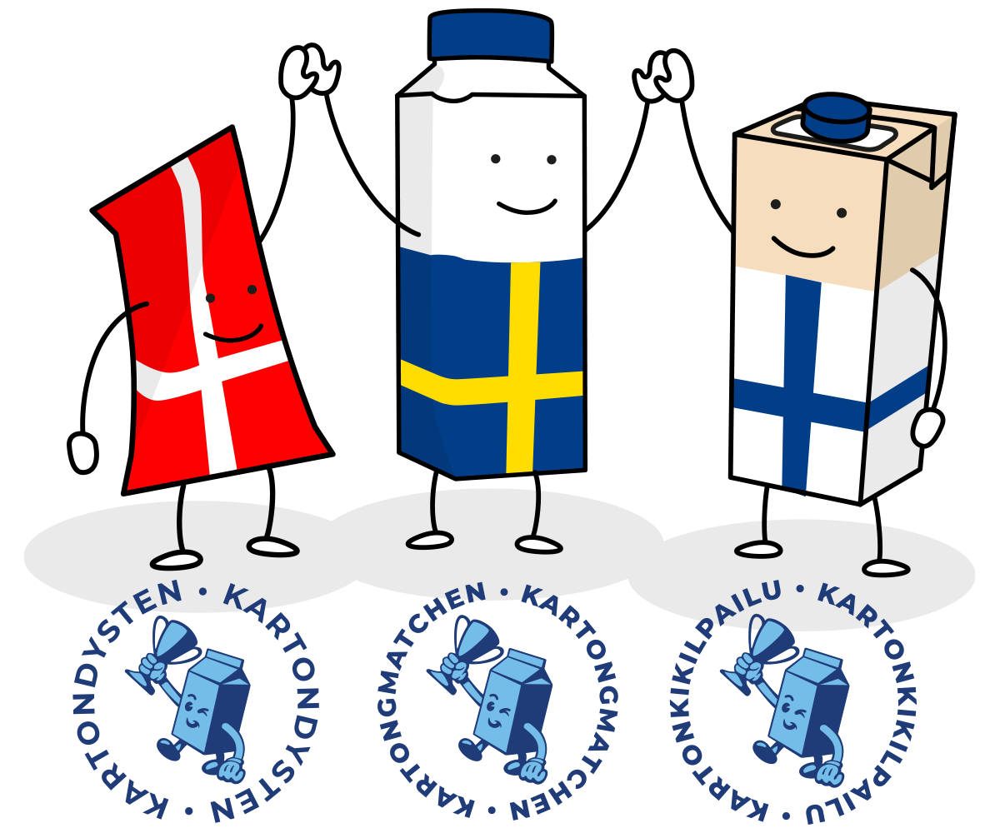 KARTONDYSTEN • KARTONDYSTEN •
KARTONGMATCHEN • KARTONGMATCHEN •
KARTONKIKILPAILU • KARTONKIKILPAILU •